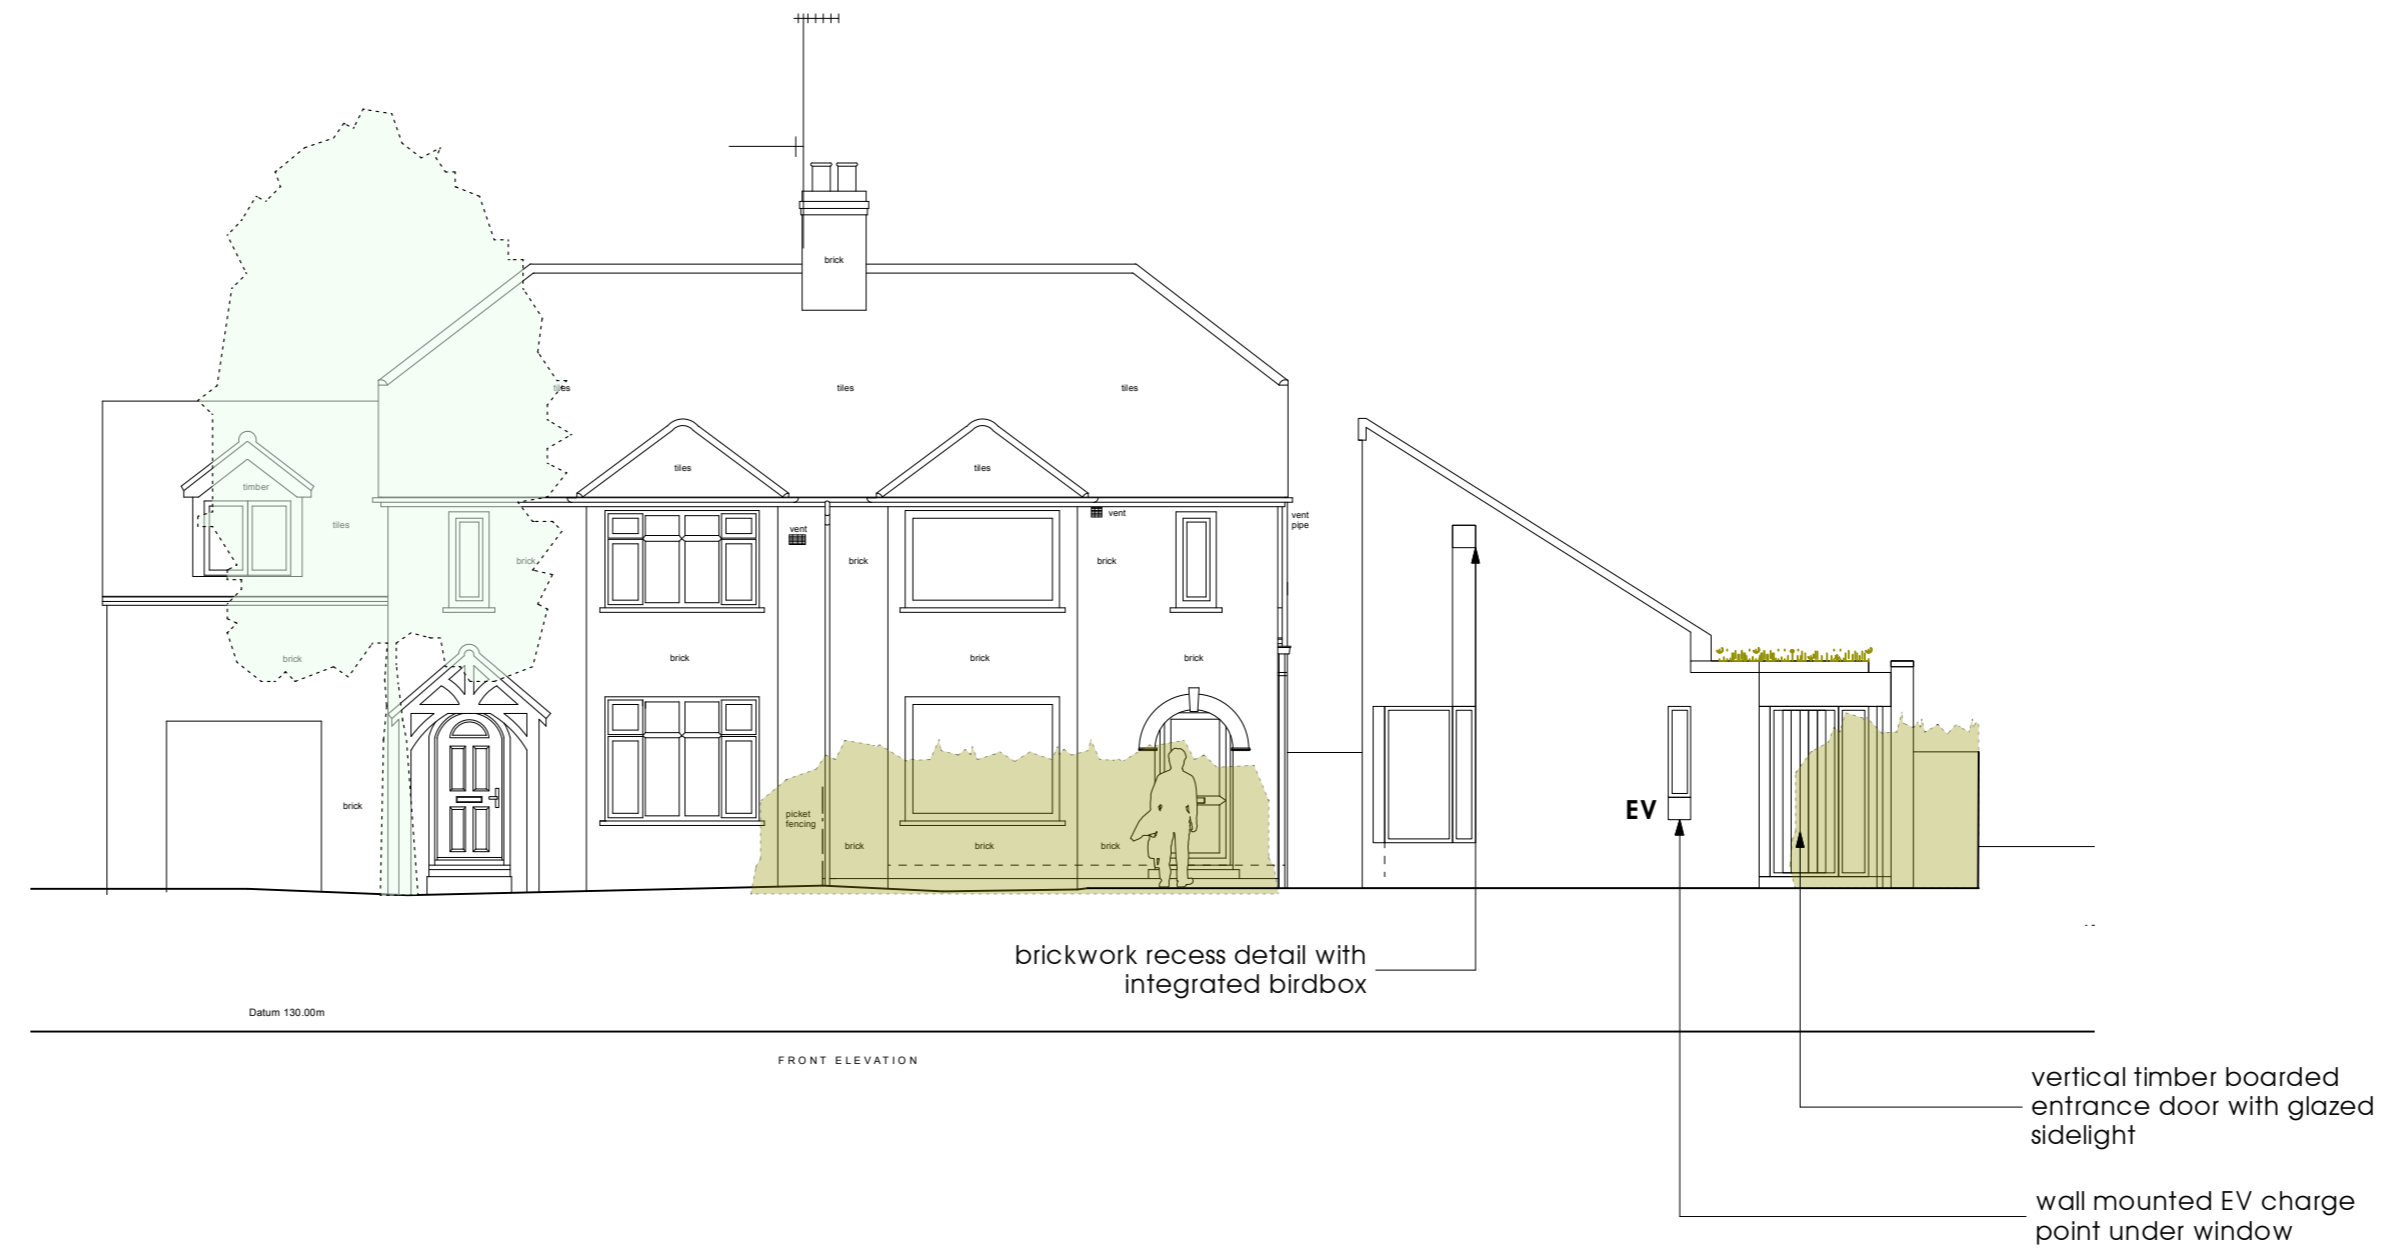 brick
tiles
tiles
tiles
tiles
tiles
timber
tiles
vent
vent
vent
pipe
brick
brick
brick
brick
brick
brick
brick
brick
picket
fencing
EV
brick
brick
brick
brickwork recess detail with
integrated birdbox
Datum 130.00m
FRONT ELEVATION
vertical timber boarded
entrance door with glazed
sidelight
wall mounted EV charge
point under window